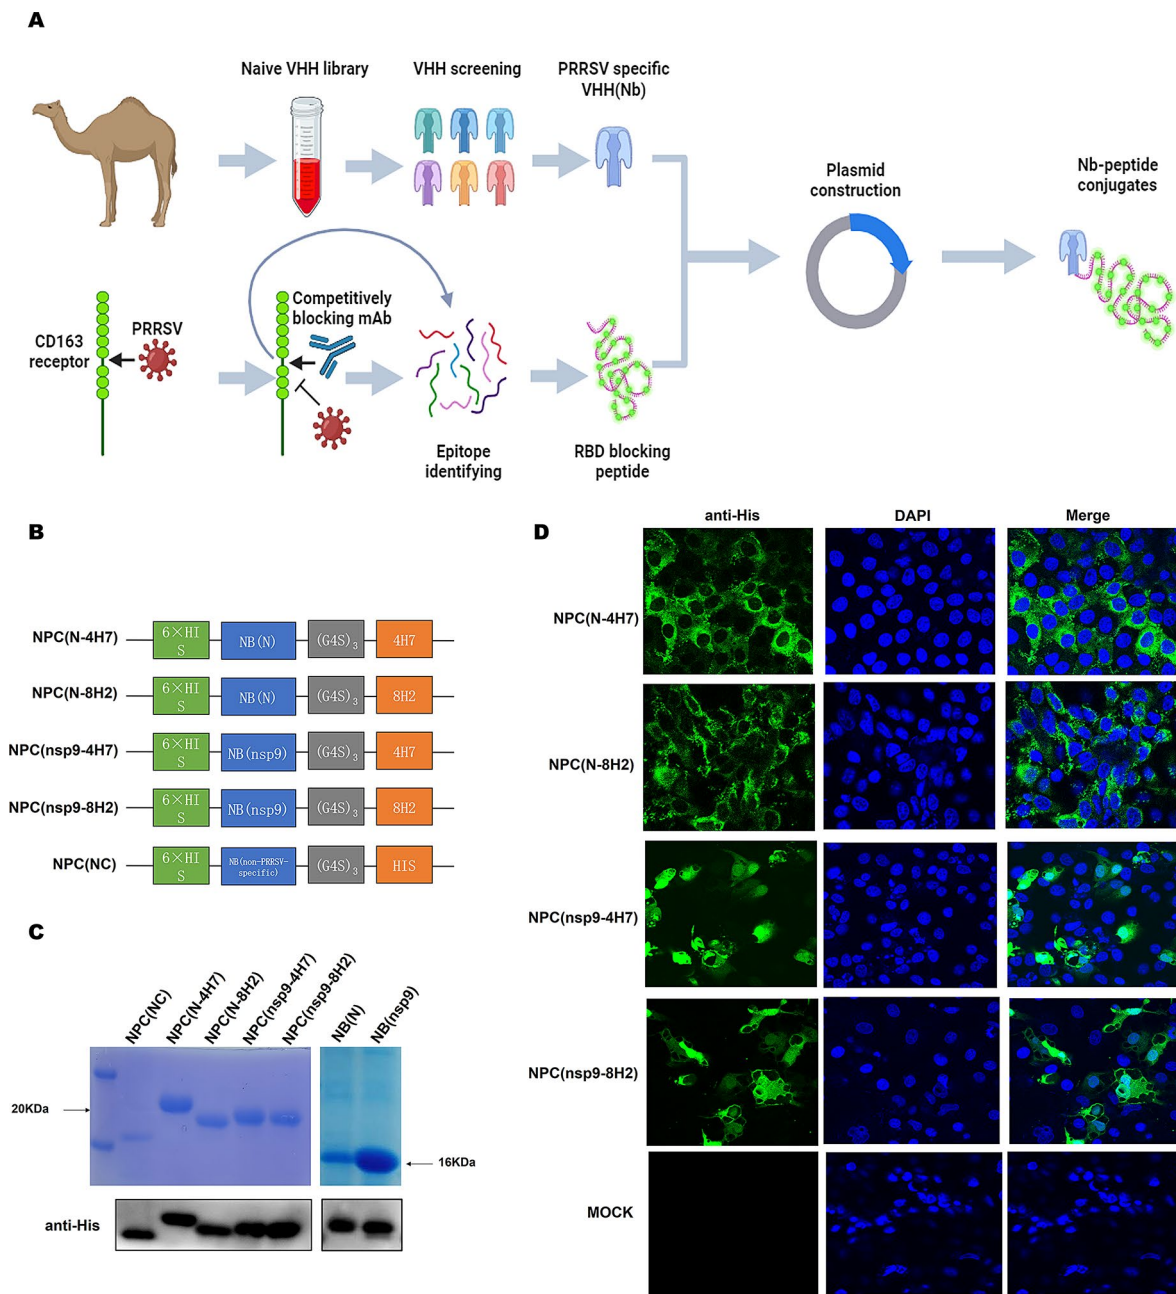 A
Naive VHH library
VHH screening
PRRSV specific
VHH(Nb)
Plasmid
construction
Nb-peptide
conjugates
CD163
receptor
PRRSV
Competitively
blocking mAb
Epitope
identifying
RBD blocking
peptide
B
NPC(N-4H7)
6×HI
S
NB(N)
(G4S)3
4H7
NPC(N-8H2)
6×HI
S
NB(N)
(G4S)3
8H2
NPC(nsp9-4H7)
6×HI
S
NB(nsp9)
(G4S)3
4H7
NPC(nsp9-8H2)
6×HI
S
NB(nsp9)
(G4S)3
8H2
NPC(NC)
6×HI
S
NB(non-PRRSV-
specific)
(G4S)3
HIS
C
NPC(NC)
NPC(N-4H7)
NPC(N-8H2)
NPC(nsp9-4H7)
NPC(nsp9-8H2)
NB(N)
NB(nsp9)
20KDa
16KDa
anti-His
D
anti-His
DAPI
Merge
NPC(N-4H7)
NPC(N-8H2)
NPC(nsp9-4H7)
NPC(nsp9-8H2)
MOCK